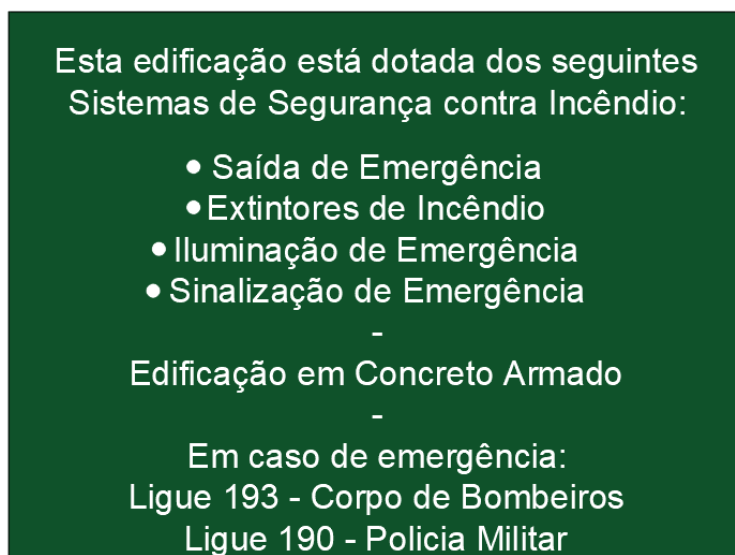 Esta edificação está dotada dos seguintes
Sistemas de Segurança contra Incêndio:
• Saída de Emergência
• Extintores de Incêndio
• Iluminação de Emergência
• Sinalização de Emergência
-
Edificação em Concreto Armado
-
Em caso de emergência:
Ligue 193 - Corpo de Bombeiros
Ligue 190 - Policia Militar